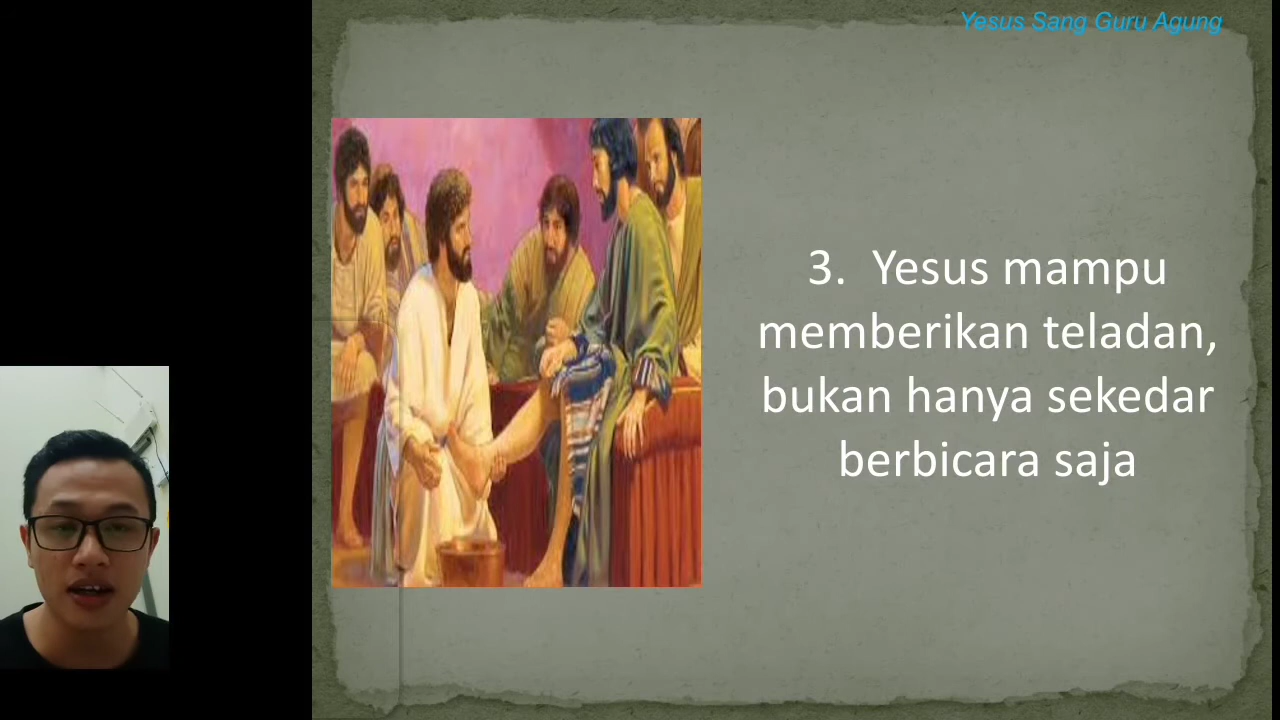 Yesus Sang Guru Agung
3. Yesus mampu
memberikan teladan,
bukan hanya sekedar
berbicara saja